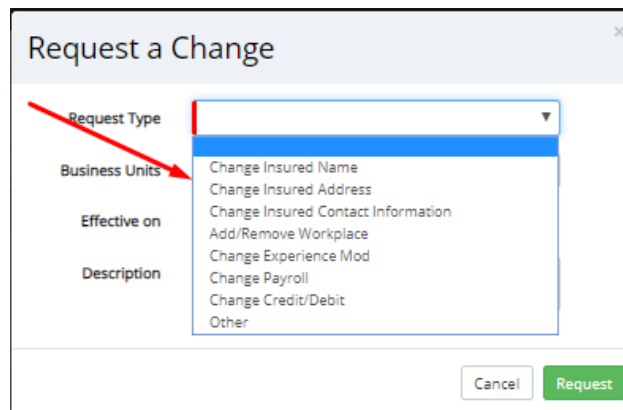 Request a Change
×
Request Type
Business Units
Change Insured Name
Change Insured Address
Effective on
Change Insured Contact Information
Add/Remove Workplace
Change Experience Mod
Description
Change Payroll
Change Credit/Debit
Other
Cancel
Request